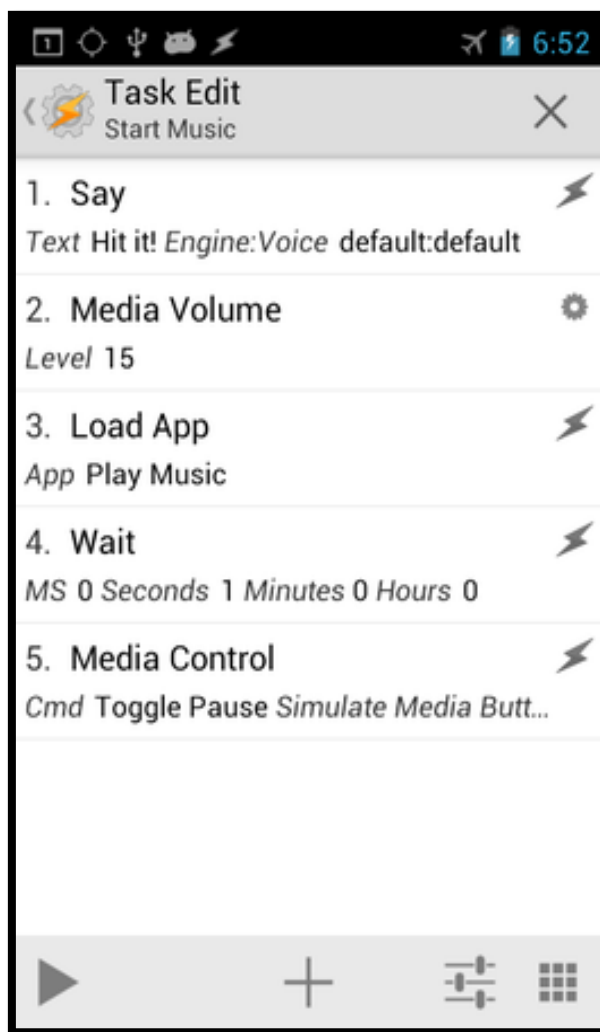 1 6:52
Task Edit
Start Music
1. Say
Text Hit it! Engine:Voice default:default
2. Media Volume
Level 15
3. Load App
App Play Music
4. Wait
MS 0 Seconds 1 Minutes 0 Hours 0
5. Media Control
Cmd Toggle Pause Simulate Media Butt...